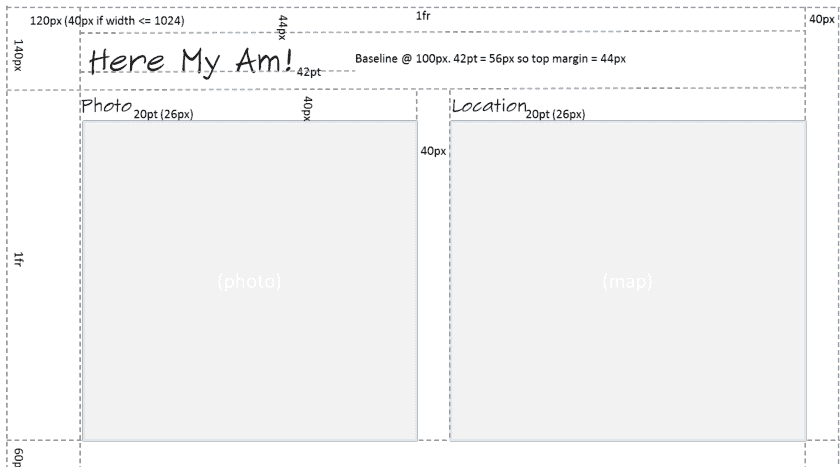 120px (40px if width <= 1024)
44px
1fr
40px
140px
Here My Am!
42pt
Baseline @ 100px. 42pt = 56px so top margin = 44px
Photo
20pt (26px)
40px
Location
20pt (26px)
40px
1fr
(photo)
(map)